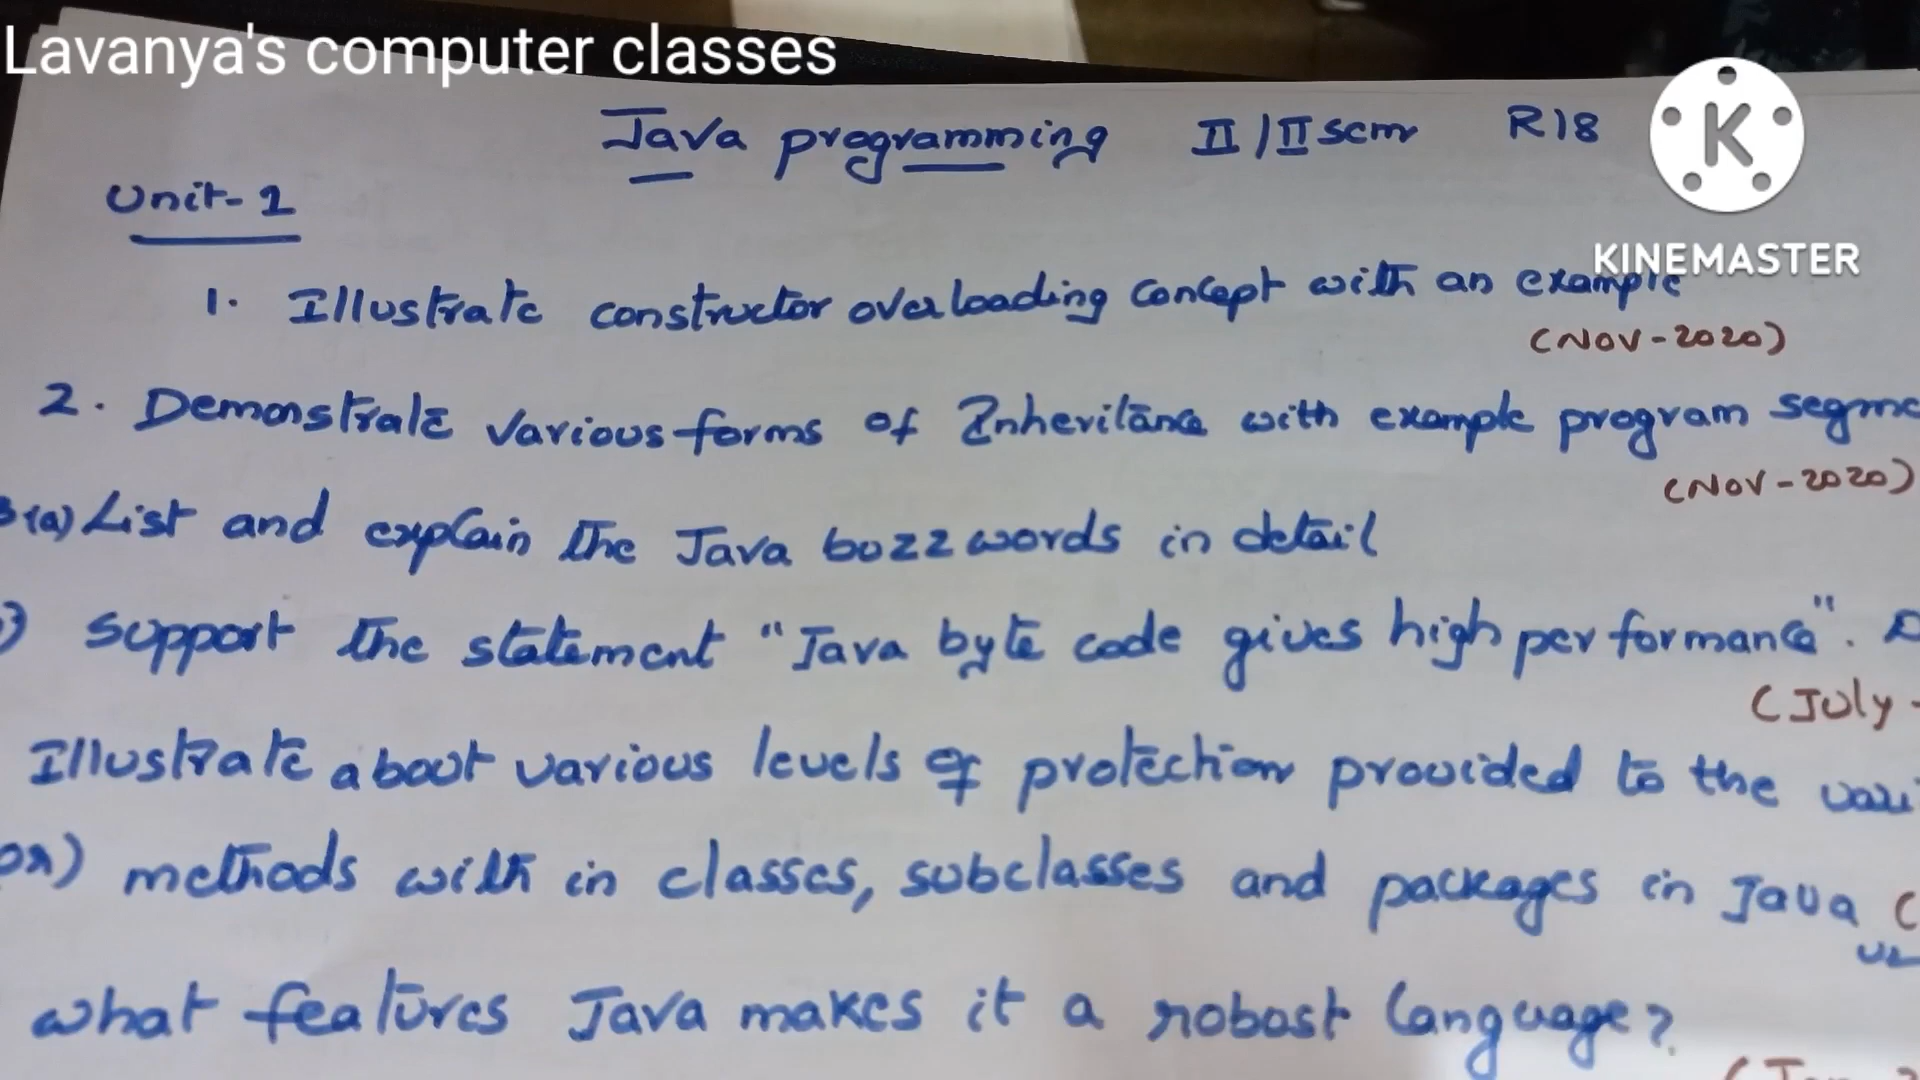 Lavanya's computer classes
Java programming II/II sem R18
KINEMASTER
Unit-1
1. Illustrate constructor overloading concept with an example
(Nov-2020)
2. Demonstrate various forms of Inheritance with example program segme
(Nov-2020)
(a) List and explain the Java buzzwords in detail
) Support the statement "Java byte code gives high performance".
(July -
Illustrate about various levels of protection provided to the vari
or) methods with in classes, subclasses and packages in Java (
what features Java makes it a robust language?